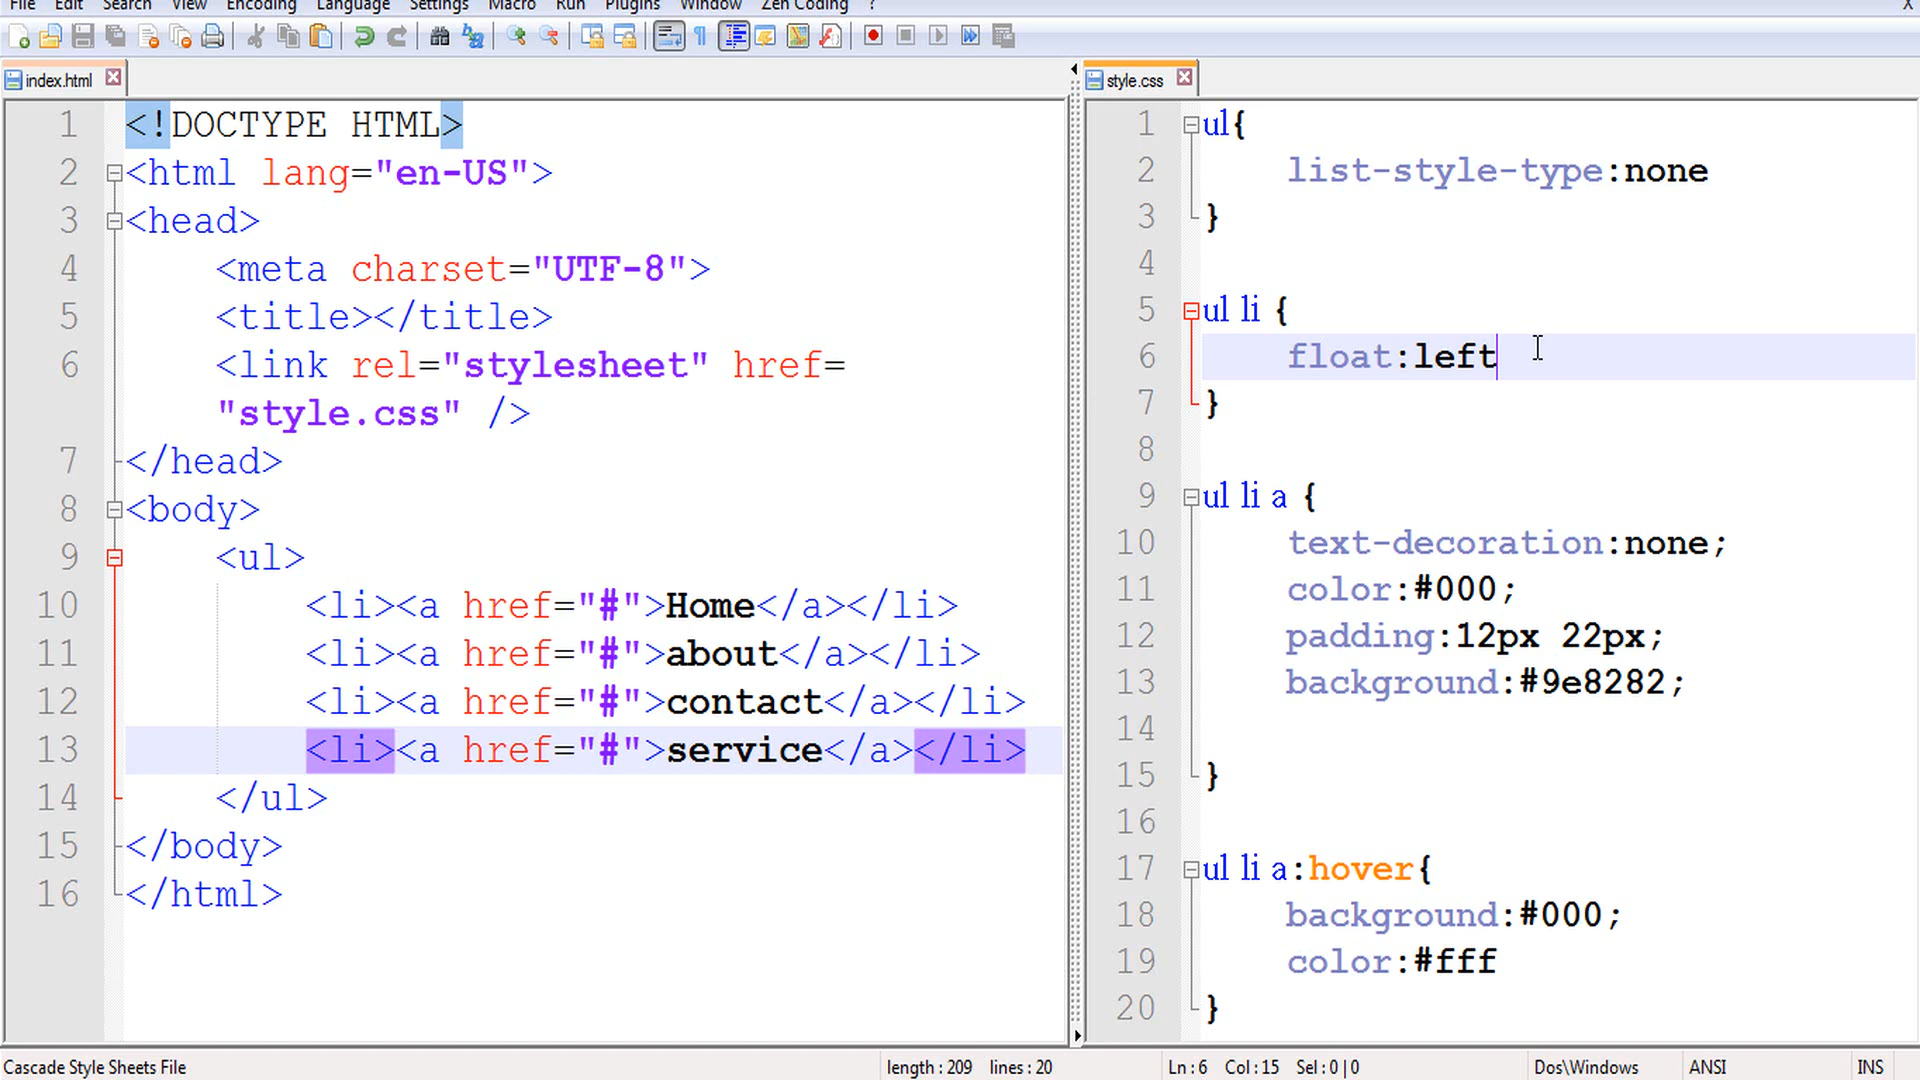 File Edit Search View Encoding Language Settings Macro Run Plugins Window Zen Coding ? X
index.html
style.css
1 <!DOCTYPE HTML>
2 <html lang="en-US">
3 <head>
4 <meta charset="UTF-8">
5 <title></title>
6 <link rel="stylesheet" href=
"style.css" />
7 </head>
8 <body>
9 <ul>
10 <li><a href="#">Home</a></li>
11 <li><a href="#">about</a></li>
12 <li><a href="#">contact</a></li>
13 <li><a href="#">service</a></li>
14 </ul>
15 </body>
16 </html>
1 ul{
2 list-style-type:none
3 }
4
5 ul li {
6 float:left
7 }
8
9 ul li a {
10 text-decoration:none;
11 color:#000;
12 padding:12px 22px;
13 background:#9e8282;
14
15 }
16
17 ul li a:hover{
18 background:#000;
19 color:#fff
20 }
Cascade Style Sheets File length : 209 lines : 20 Ln : 6 Col : 15 Sel : 0 | 0 Dos\Windows ANSI INS